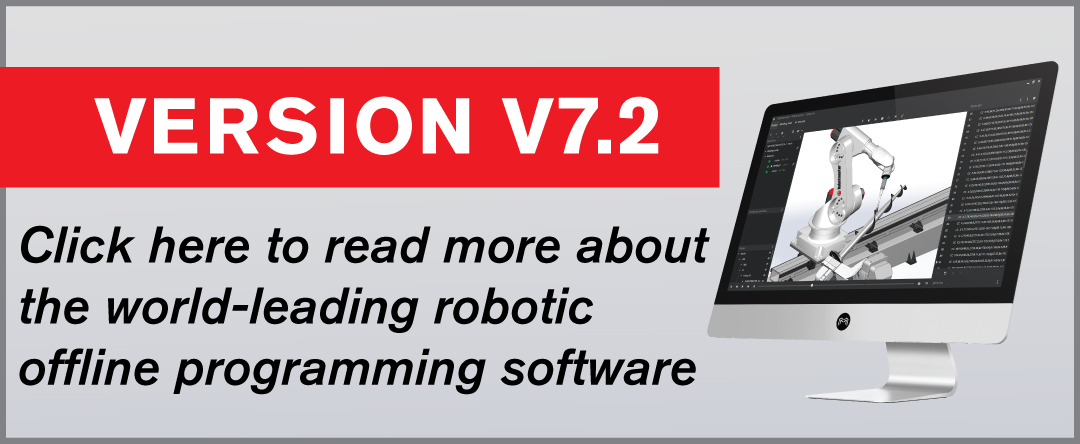 VERSION V7.2
Click here to read more about
the world-leading robotic
offline programming software